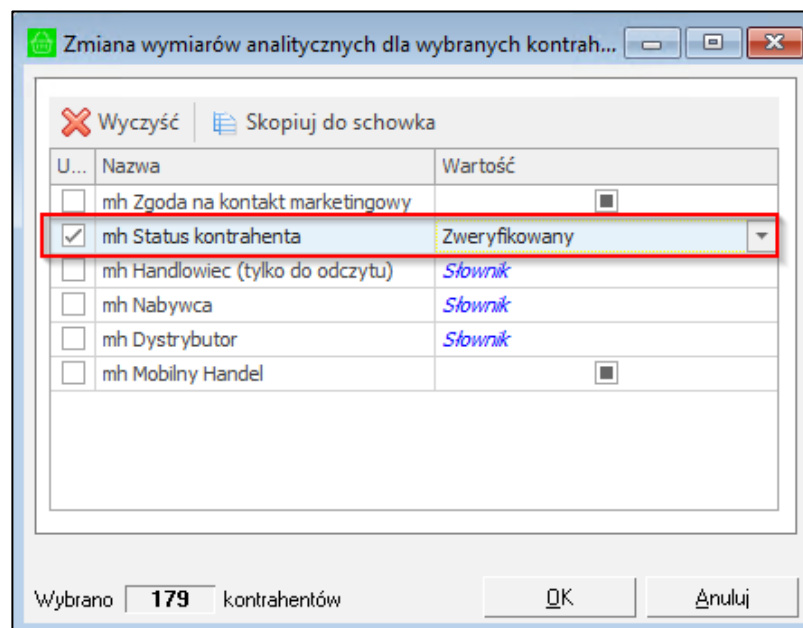 Zmiana wymiarów analitycznych dla wybranych kontrah...
Wyczyść Skopiuj do schowka
U... Nazwa Wartość
mh Zgoda na kontakt marketingowy
mh Status kontrahenta Zweryfikowany
mh Handlowiec (tylko do odczytu) Słownik
mh Nabywca Słownik
mh Dystrybutor Słownik
mh Mobilny Handel
Wybrano 179 kontrahentów OK Anuluj